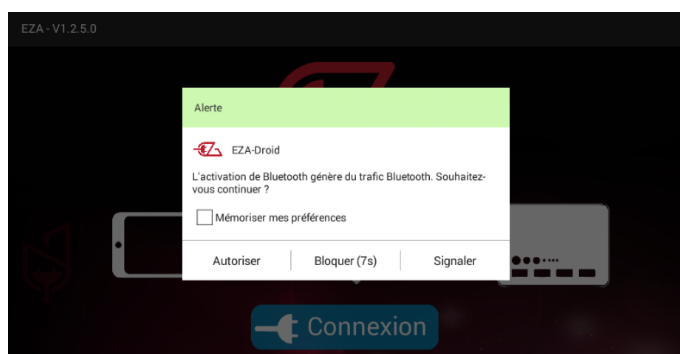 EZA - V1.2.5.0
Alerte
EZA-Droid
L'activation de Bluetooth génère du trafic Bluetooth. Souhaitez-
vous continuer ?
Mémoriser mes préférences
Autoriser
Bloquer (7s)
Signaler
Connexion